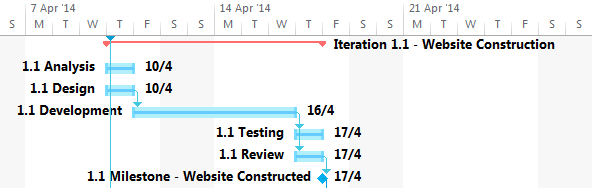 7 Apr '14 14 Apr '14 21 Apr '14
S M T W T F S S M T W T F S S M T W T F S S
Iteration 1.1 - Website Construction
1.1 Analysis 10/4
1.1 Design 10/4
1.1 Development 16/4
1.1 Testing 17/4
1.1 Review 17/4
1.1 Milestone - Website Constructed 17/4